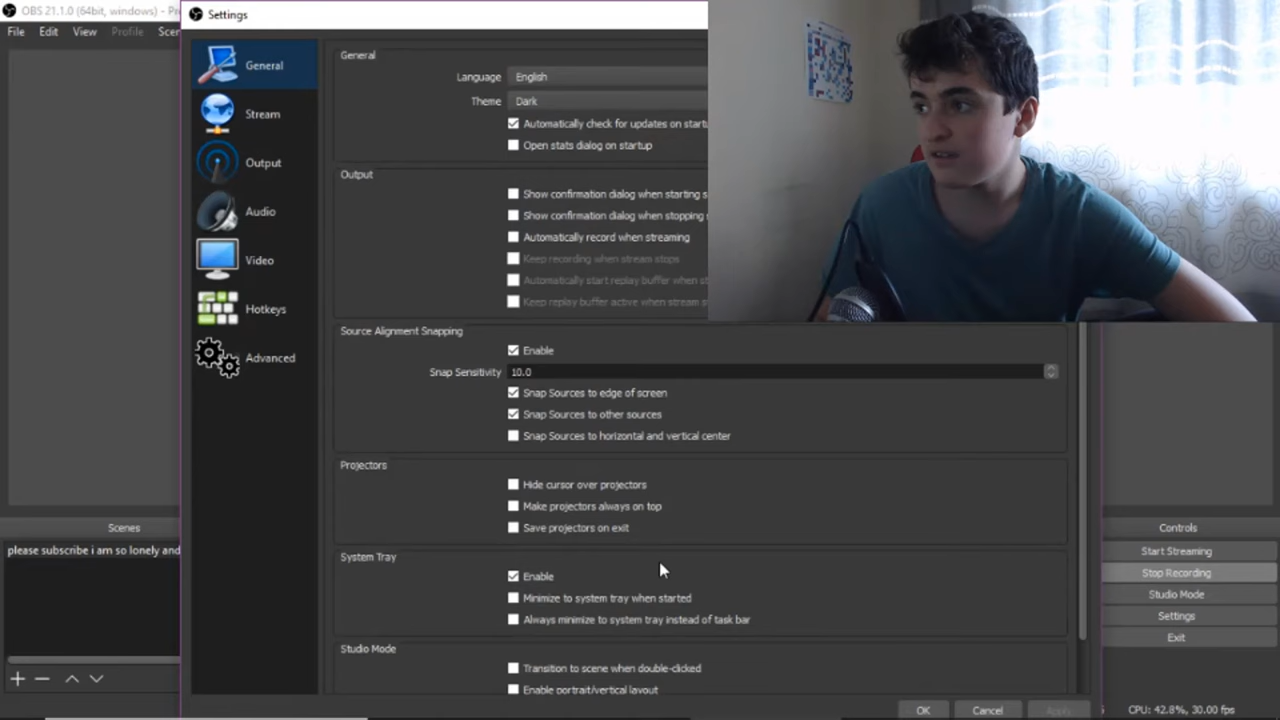 OBS 21.1.0 (64bit, windows) - Pr
Settings
File Edit View Profile Scen
General
Stream
Output
Audio
Video
Hotkeys
Advanced
General
Language English
Theme Dark
Automatically check for updates on startu
Open stats dialog on startup
Output
Show confirmation dialog when starting s
Show confirmation dialog when stopping s
Automatically record when streaming
Keep recording when stream stops
Automatically start replay buffer when st
Keep replay buffer active when stream s
Source Alignment Snapping
Enable
Snap Sensitivity 10.0
Snap Sources to edge of screen
Snap Sources to other sources
Snap Sources to horizontal and vertical center
Projectors
Hide cursor over projectors
Make projectors always on top
Save projectors on exit
System Tray
Enable
Minimize to system tray when started
Always minimize to system tray instead of task bar
Studio Mode
Transition to scene when double-clicked
Enable portrait/vertical layout
OK Cancel Apply
Scenes
please subscribe i am so lonely and
Controls
Start Streaming
Stop Recording
Studio Mode
Settings
Exit
CPU: 42.8%, 30.00 fps